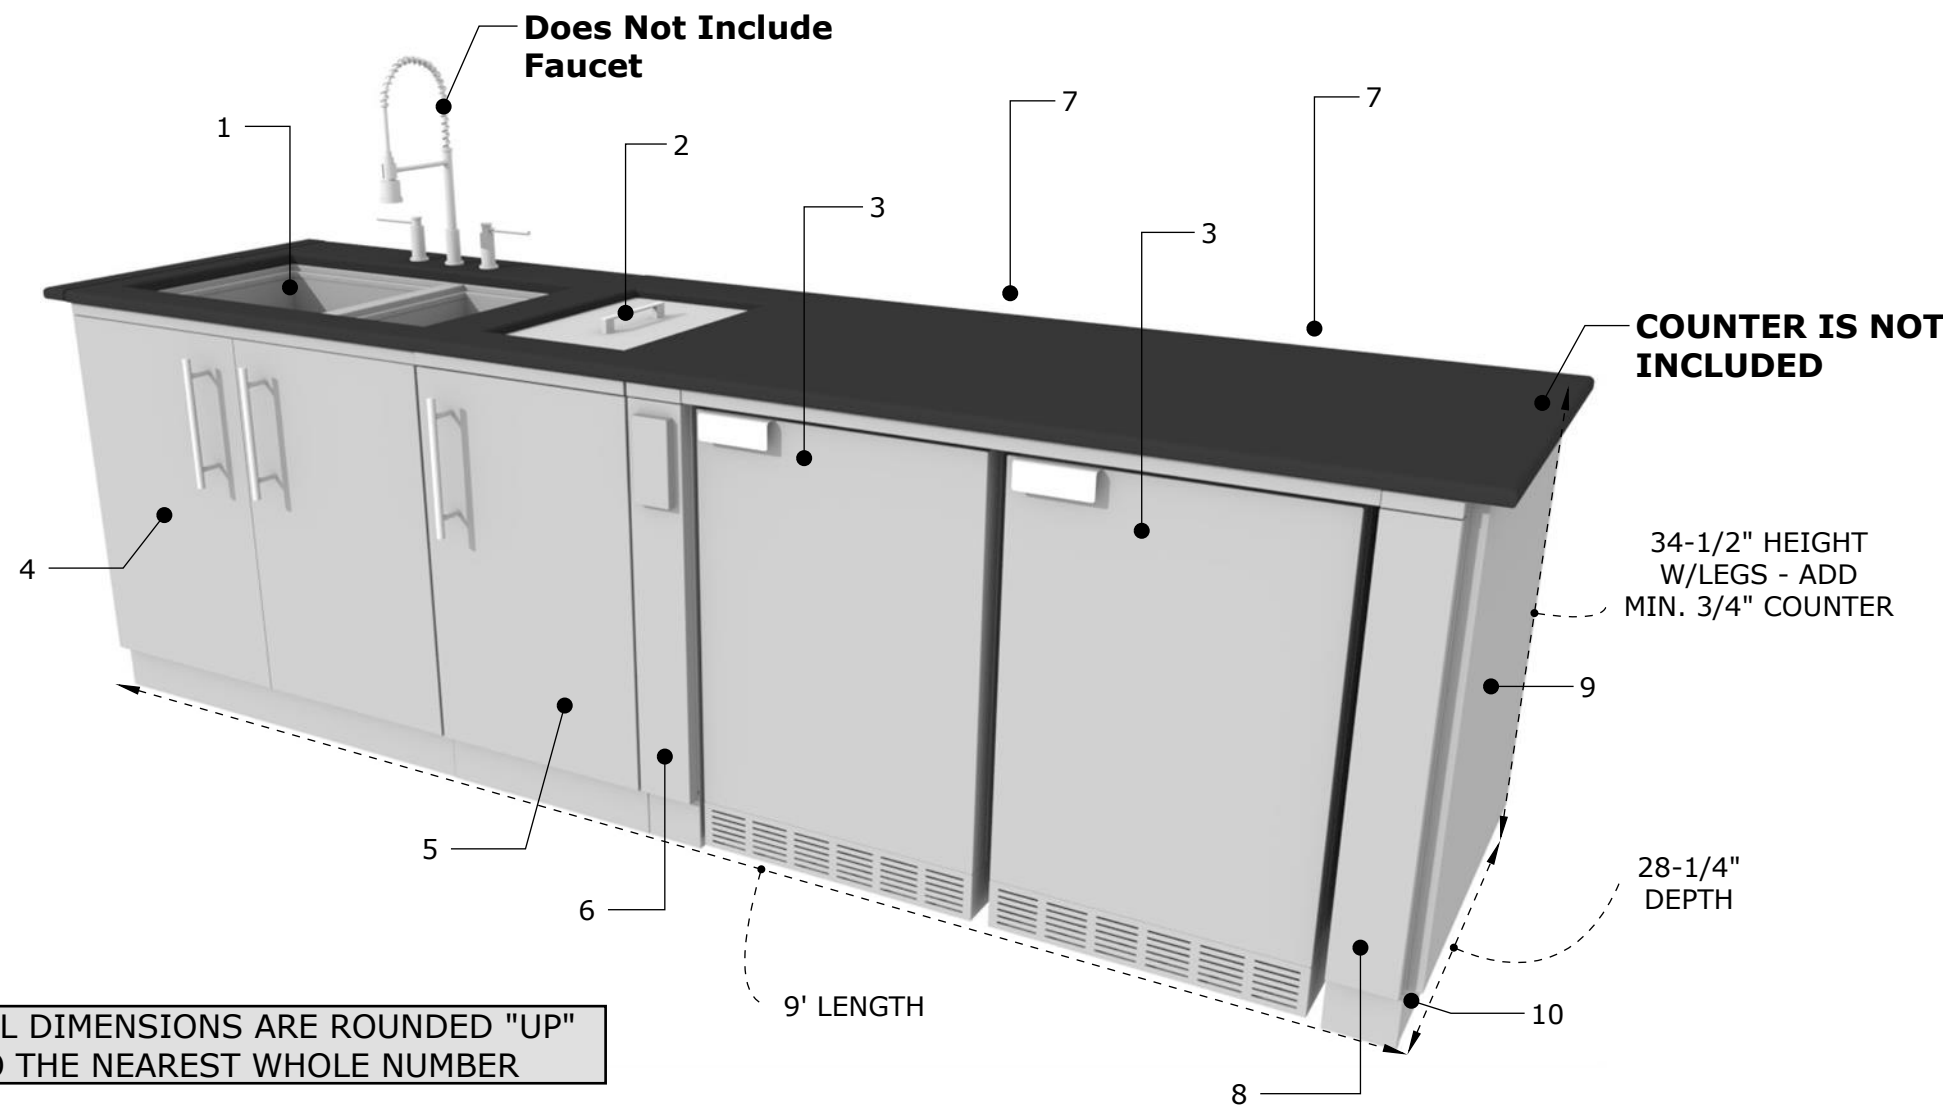 Does Not Include
Faucet
1
2
7
7
3
3
COUNTER IS NOT
INCLUDED
4
34-1/2" HEIGHT
W/LEGS - ADD
MIN. 3/4" COUNTER
9
5
6
28-1/4"
DEPTH
9' LENGTH
10
8
L DIMENSIONS ARE ROUNDED "UP"
THE NEAREST WHOLE NUMBER